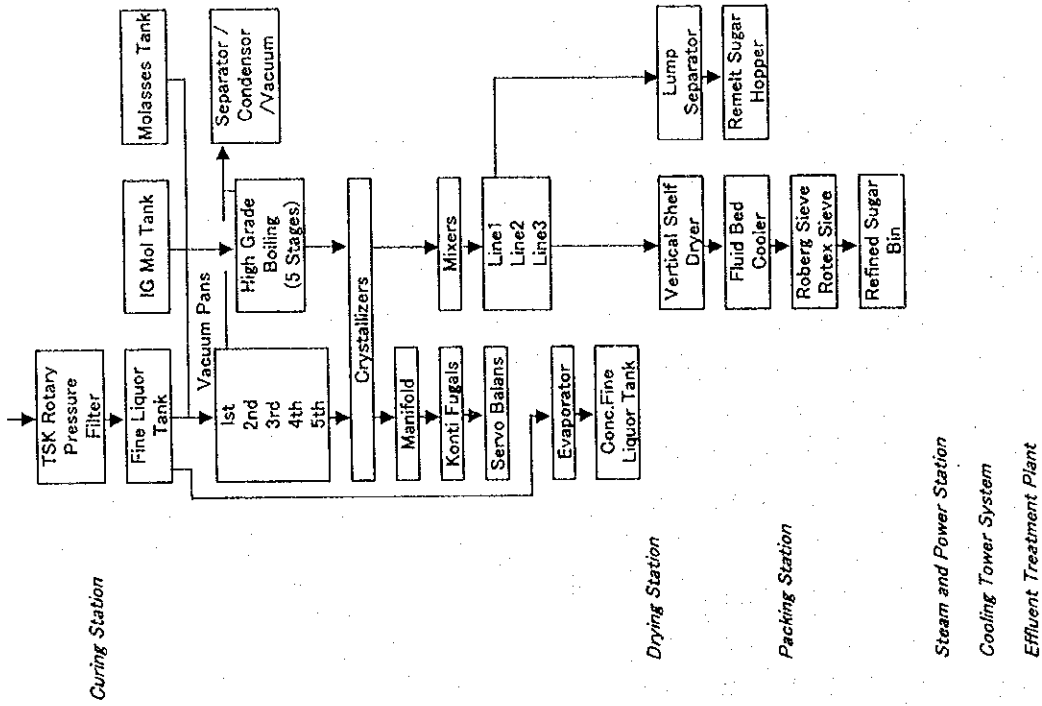 Curing Station
TSK Rotary
Pressure
Filter
Fine Liquor
Tank
IG Mol Tank
Molasses Tank
Vacuum Pans
1st
2nd
3rd
4th
5th
High Grade
Boiling
(5 Stages)
Separator /
Condensor
/Vacuum
Crystallizers
Manifold
Konti Fugals
Servo Balans
Mixers
Line1
Line2
Line3
Evaporator
Conc.Fine
Liquor Tank
Drying Station
Vertical Shelf
Dryer
Fluid Bed
Cooler
Lump
Separator
Remelt Sugar
Hopper
Packing Station
Roberg Sieve
Rotex Sieve
Refined Sugar
Bin
Steam and Power Station
Cooling Tower System
Effluent Treatment Plant